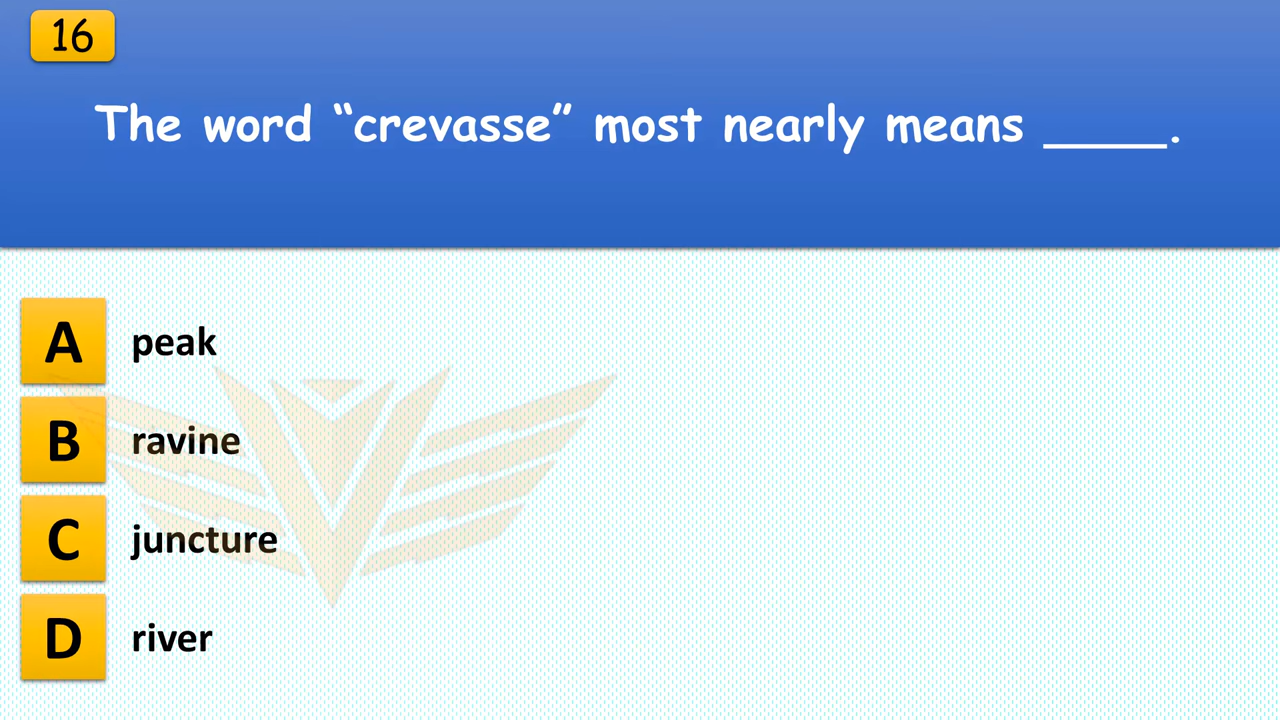 16
The word “crevasse” most nearly means _____.
A peak
B ravine
C juncture
D river